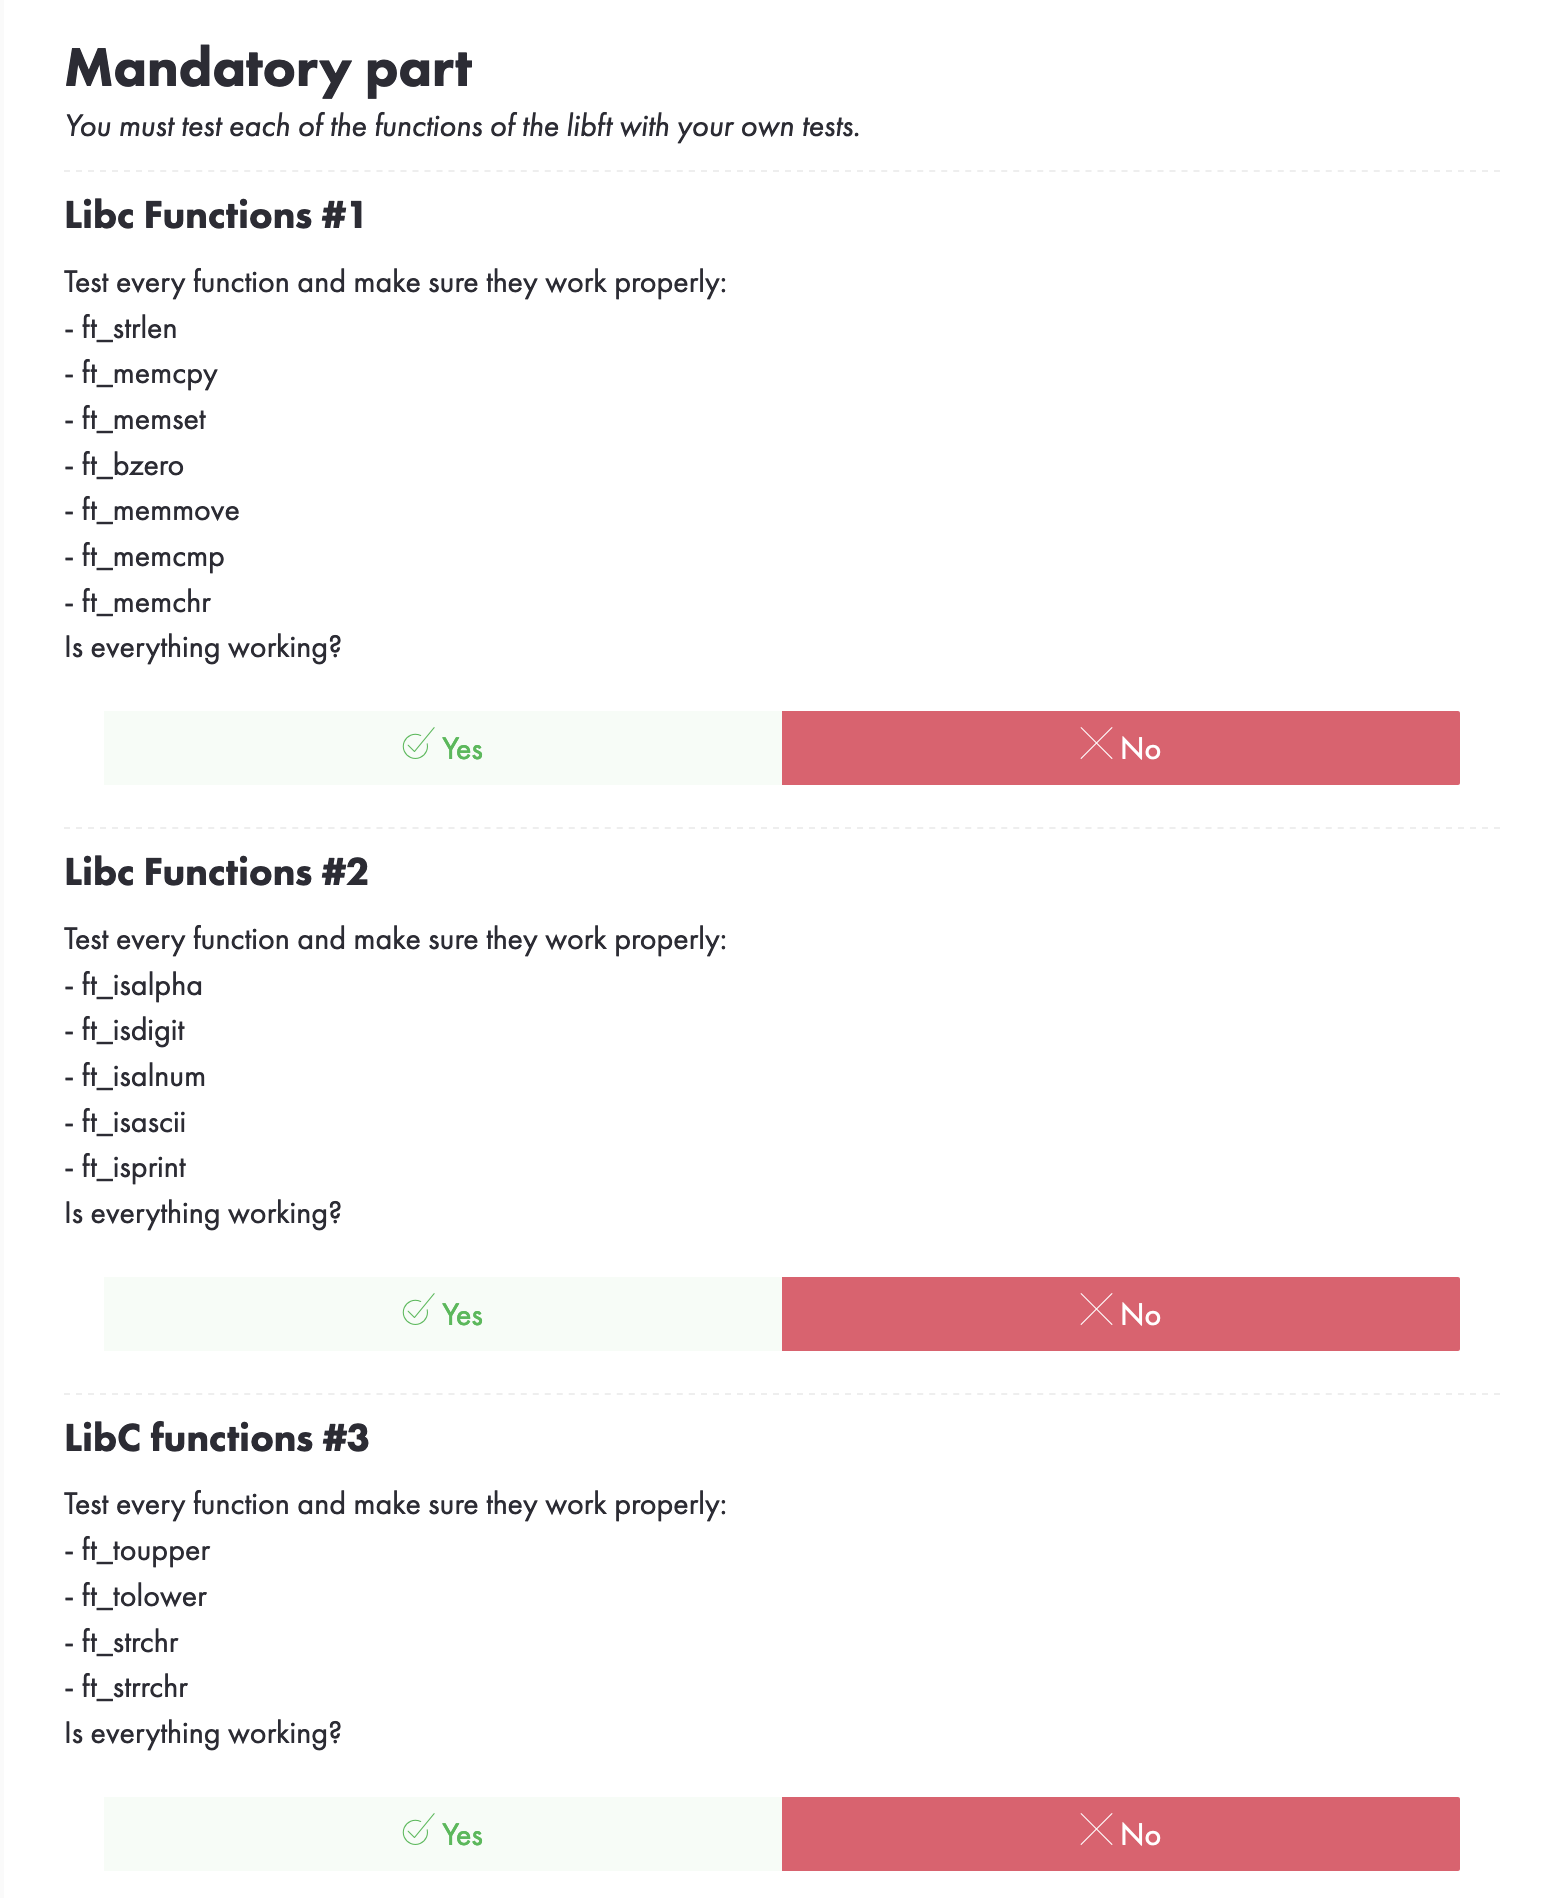 Mandatory part
You must test each of the functions of the libft with your own tests.
Libc Functions #1
Test every function and make sure they work properly:
- ft_strlen
- ft_memcpy
- ft_memset
- ft_bzero
- ft_memmove
- ft_memcmp
- ft_memchr
Is everything working?
Yes
No
Libc Functions #2
Test every function and make sure they work properly:
- ft_isalpha
- ft_isdigit
- ft_isalnum
- ft_isascii
- ft_isprint
Is everything working?
Yes
No
LibC functions #3
Test every function and make sure they work properly:
- ft_toupper
- ft_tolower
- ft_strchr
- ft_strrchr
Is everything working?
Yes
No